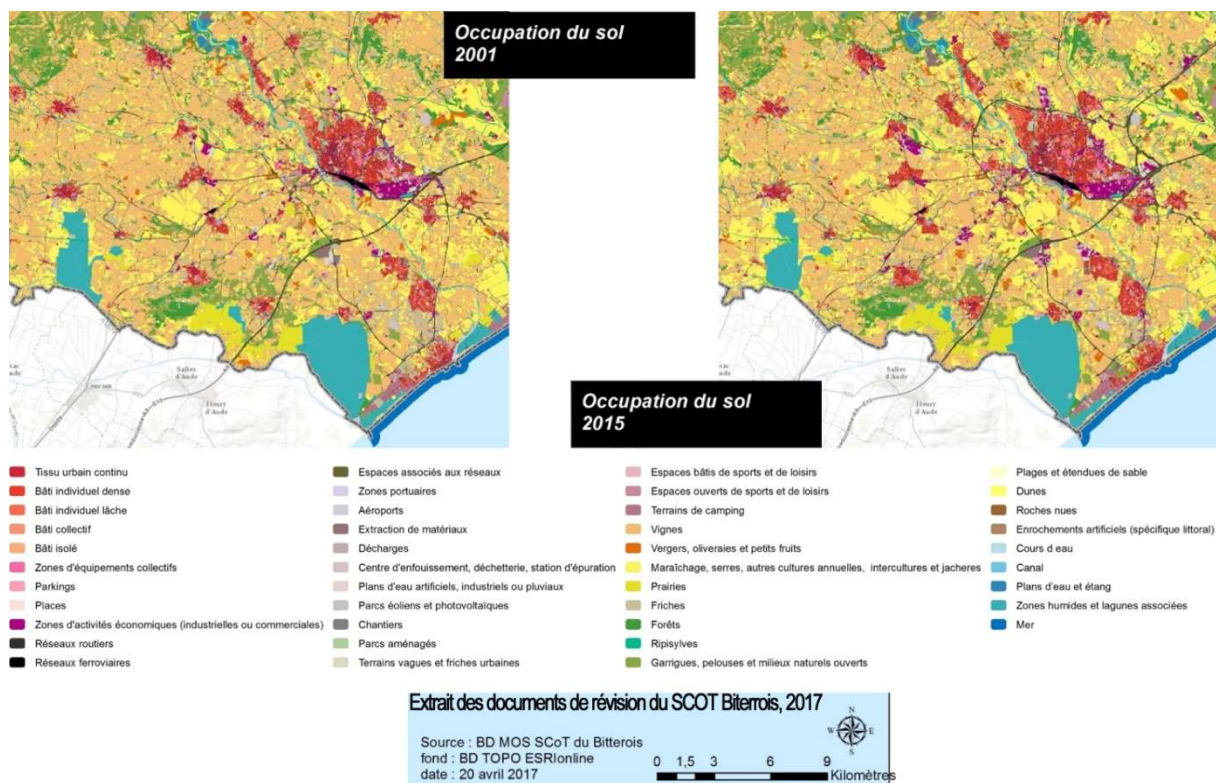 Occupation du sol
2001
Salles
d'Aude
Fleury
d'Aude
Salles
d'Aude
Fleury
d'Aude
Occupation du sol
2015
Tissu urbain continu
Bâti individuel dense
Bâti individuel lâche
Bâti collectif
Bâti isolé
Zones d'équipements collectifs
Parkings
Places
Zones d'activités économiques (industrielles ou commerciales)
Réseaux routiers
Réseaux ferroviaires
Espaces associés aux réseaux
Zones portuaires
Aéroports
Extraction de matériaux
Décharges
Centre d'enfouissement, déchetterie, station d'épuration
Plans d'eau artificiels, industriels ou pluviaux
Parcs éoliens et photovoltaïques
Chantiers
Parcs aménagés
Terrains vagues et friches urbaines
Espaces bâtis de sports et de loisirs
Espaces ouverts de sports et de loisirs
Terrains de camping
Vignes
Vergers, oliveraies et petits fruits
Maraîchage, serres, autres cultures annuelles, intercultures et jacheres
Prairies
Friches
Forêts
Ripisylves
Garrigues, pelouses et milieux naturels ouverts
Plages et étendues de sable
Dunes
Roches nues
Enrochements artificiels (spécifique littoral)
Cours d eau
Canal
Plans d'eau et étang
Zones humides et lagunes associées
Mer
Extrait des documents de révision du SCOT Biterrois, 2017
Source : BD MOS SCoT du Bitterois
fond : BD TOPO ESRIonline
date : 20 avril 2017
N
W E
S
0 1,5 3 6 9
Kilomètres